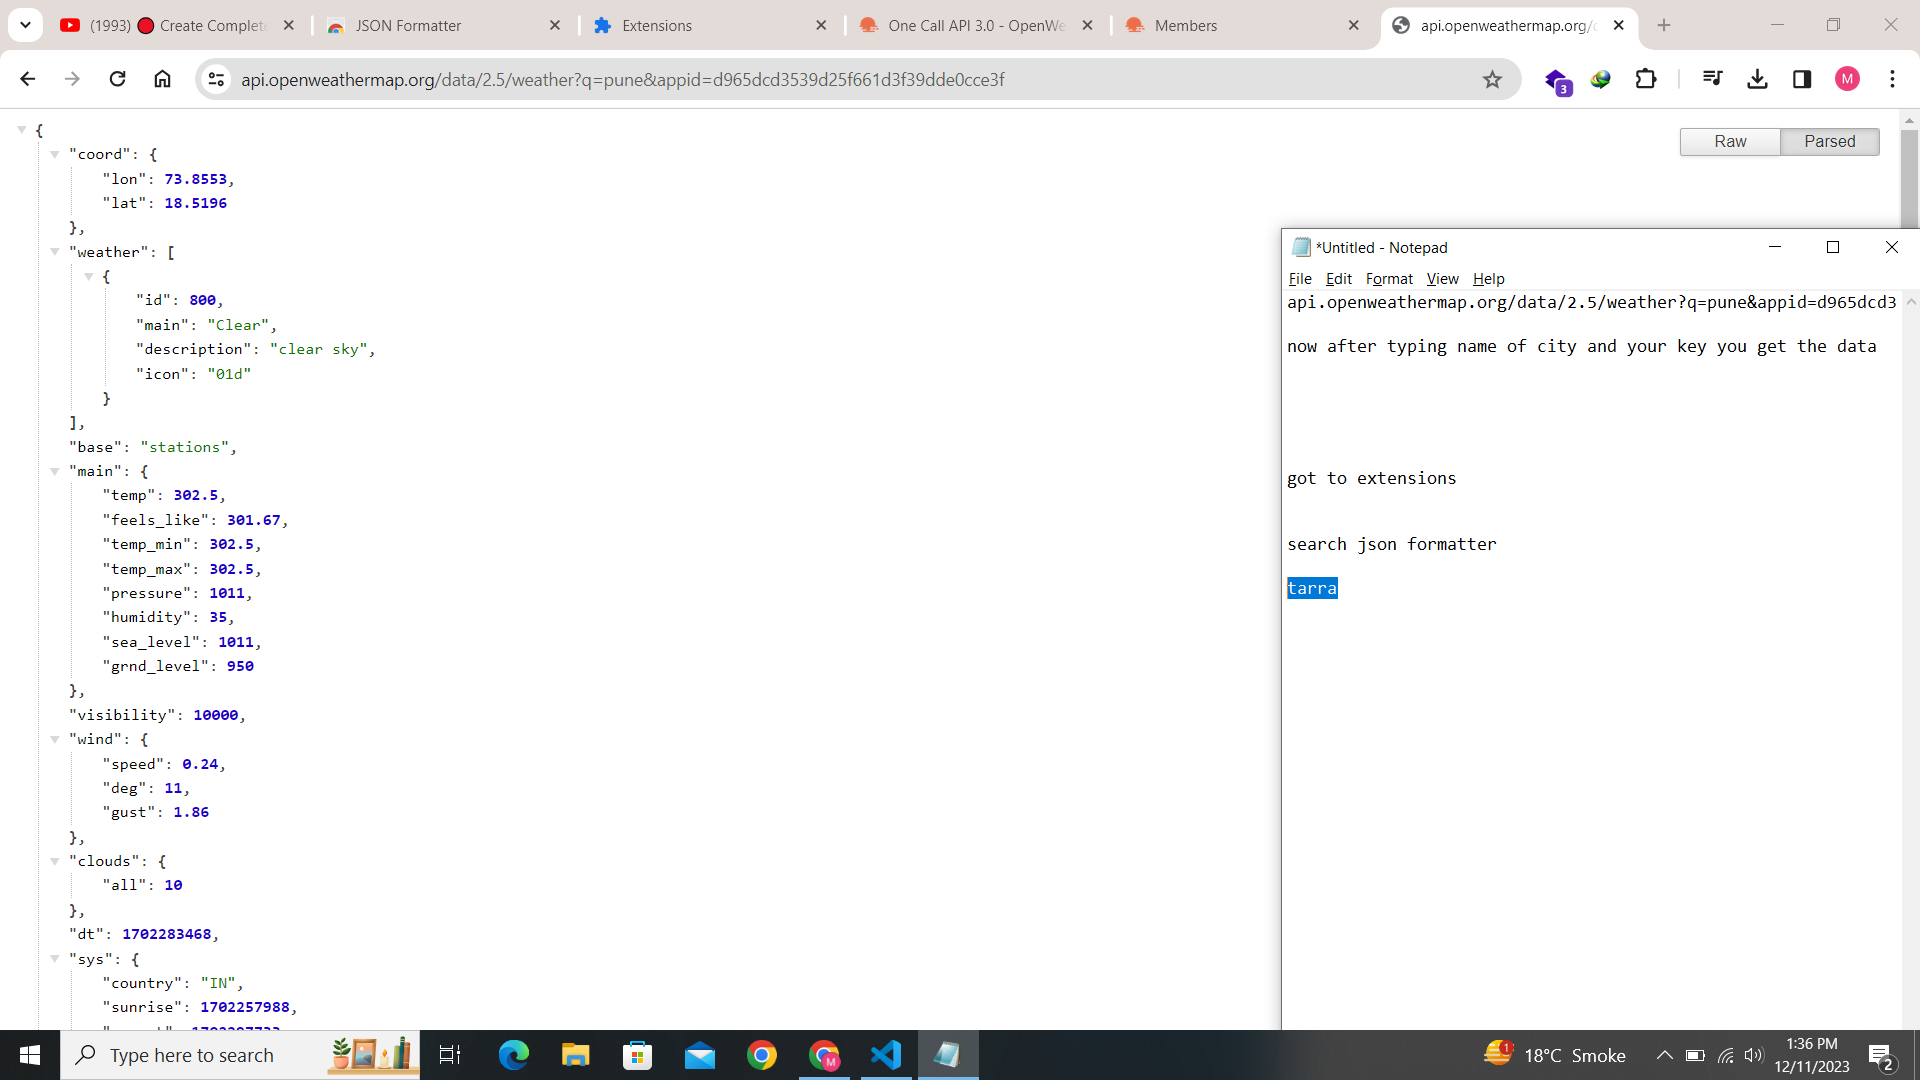 (1993) 🔴 Create Complete
JSON Formatter
Extensions
One Call API 3.0 - OpenWe
Members
api.openweathermap.org/
api.openweathermap.org/data/2.5/weather?q=pune&appid=d965dcd3539d25f661d3f39dde0cce3f
3
M
Raw
Parsed
{
"coord": {
"lon": 73.8553,
"lat": 18.5196
},
"weather": [
{
"id": 800,
"main": "Clear",
"description": "clear sky",
"icon": "01d"
}
],
"base": "stations",
"main": {
"temp": 302.5,
"feels_like": 301.67,
"temp_min": 302.5,
"temp_max": 302.5,
"pressure": 1011,
"humidity": 35,
"sea_level": 1011,
"grnd_level": 950
},
"visibility": 10000,
"wind": {
"speed": 0.24,
"deg": 11,
"gust": 1.86
},
"clouds": {
"all": 10
},
"dt": 1702283468,
"sys": {
"country": "IN",
"sunrise": 1702257988,
*Untitled - Notepad
File Edit Format View Help
api.openweathermap.org/data/2.5/weather?q=pune&appid=d965dcd3
now after typing name of city and your key you get the data
got to extensions
search json formatter
tarra
Type here to search
M
1
18°C Smoke
1:36 PM
12/11/2023
2